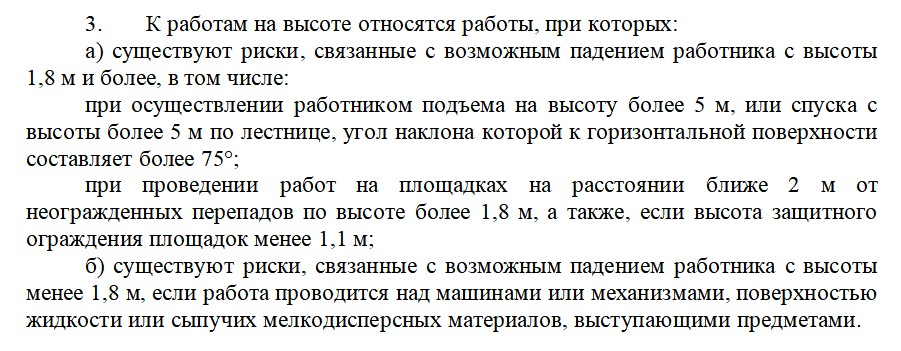 3. К работам на высоте относятся работы, при которых:
а) существуют риски, связанные с возможным падением работника с высоты
1,8 м и более, в том числе:
при осуществлении работником подъема на высоту более 5 м, или спуска с
высоты более 5 м по лестнице, угол наклона которой к горизонтальной поверхности
составляет более 75°;
при проведении работ на площадках на расстоянии ближе 2 м от
неогражденных перепадов по высоте более 1,8 м, а также, если высота защитного
ограждения площадок менее 1,1 м;
б) существуют риски, связанные с возможным падением работника с высоты
менее 1,8 м, если работа проводится над машинами или механизмами, поверхностью
жидкости или сыпучих мелкодисперсных материалов, выступающими предметами.